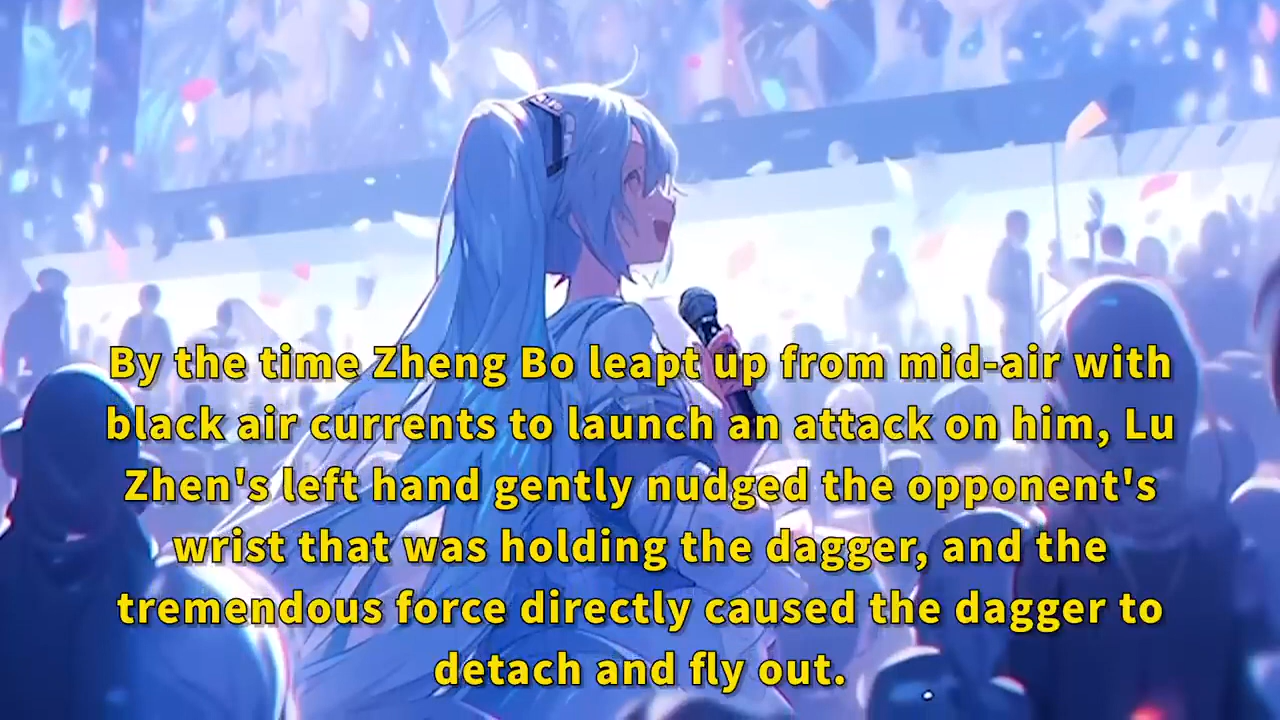 By the time Zheng Bo leapt up from mid-air with
black air currents to launch an attack on him, Lu
Zhen's left hand gently nudged the opponent's
wrist that was holding the dagger, and the
tremendous force directly caused the dagger to
detach and fly out.